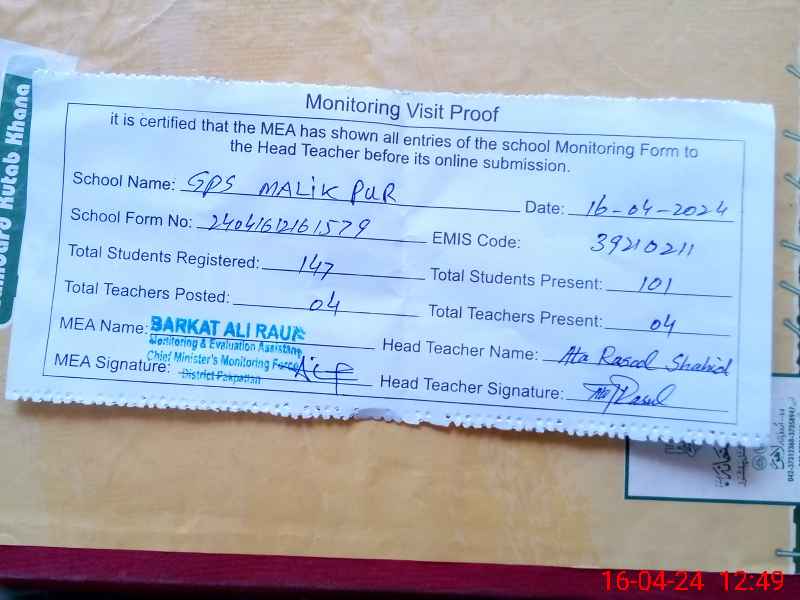 Monitoring Visit Proof
it is certified that the MEA has shown all entries of the school Monitoring Form to
the Head Teacher before its online submission.
School Name: GPS MALIK PUR Date: 16-04-2024
School Form No: 24041612161579 EMIS Code: 39210211
Total Students Registered: 147 Total Students Present: 101
Total Teachers Posted: 04 Total Teachers Present: 04
MEA Name: BARKAT ALI RAUF Head Teacher Name: Ata Rasool Shahid
Monitoring & Evaluation Assistant
Chief Minister's Monitoring Force
District Pakpattan
MEA Signature: Head Teacher Signature:
Kutab Khana
16-04-24 12:49